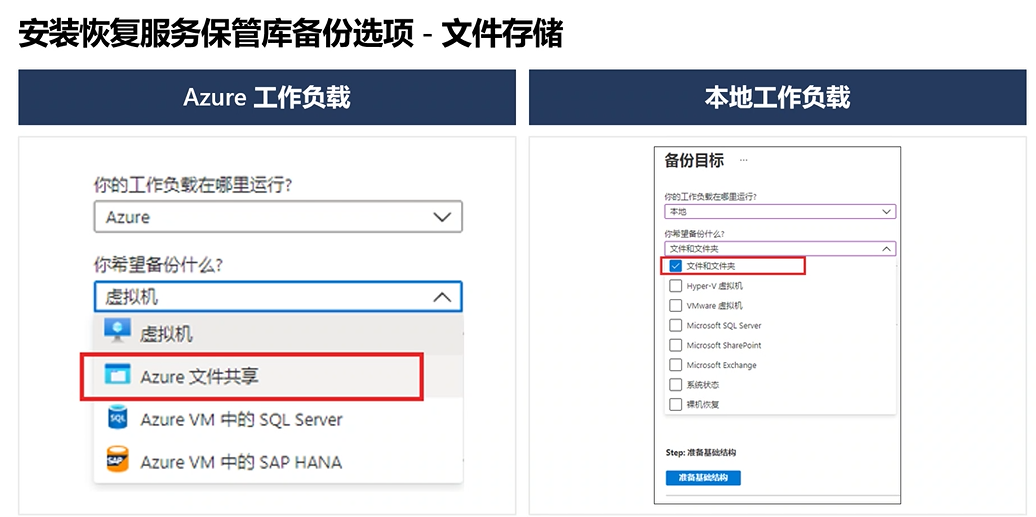 安装恢复服务保管库备份选项 - 文件存储
Azure 工作负载
你的工作负载在哪里运行?
Azure
你希望备份什么?
虚拟机
虚拟机
Azure 文件共享
SQL
Azure VM 中的 SQL Server
SAP
Azure VM 中的 SAP HANA
本地工作负载
备份目标 ...
你的工作负载在哪里运行?
本地
你希望备份什么?
文件和文件夹
文件和文件夹
Hyper-V 虚拟机
VMware 虚拟机
Microsoft SQL Server
Microsoft SharePoint
Microsoft Exchange
系统状态
裸机恢复
Step: 准备基础结构
准备基础结构